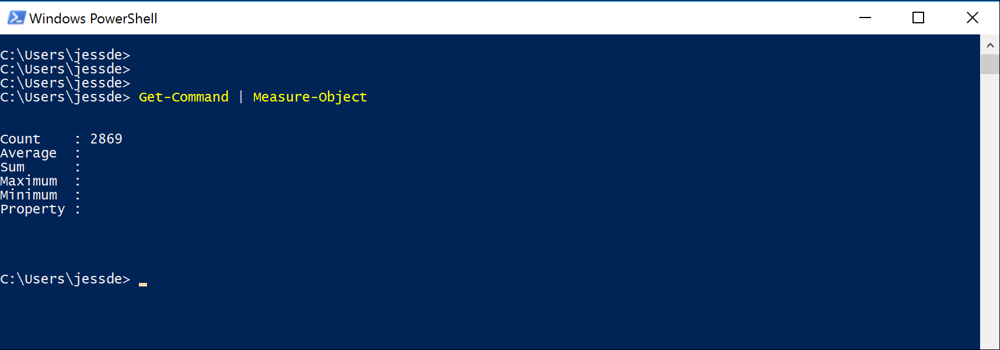 Windows PowerShell
C:\Users\jessde>
C:\Users\jessde>
C:\Users\jessde>
C:\Users\jessde> Get-Command | Measure-Object
Count    : 2869
Average  :
Sum      :
Maximum  :
Minimum  :
Property :
C:\Users\jessde>